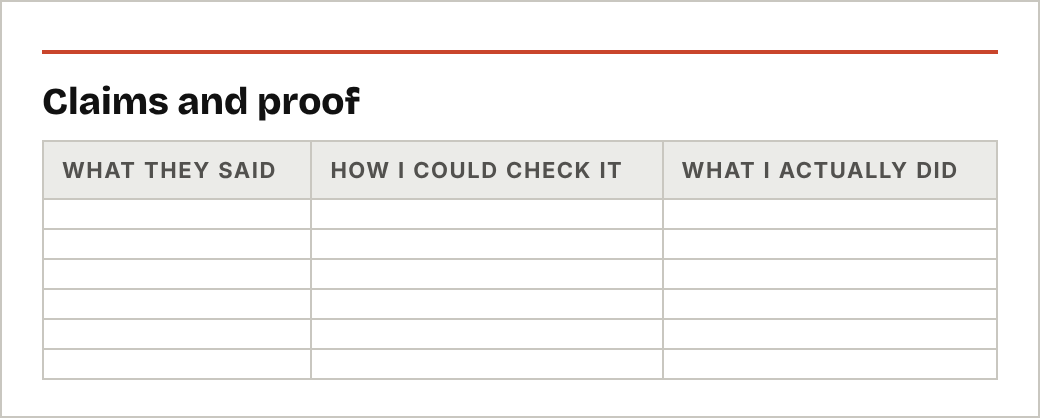 Claims and proof
WHAT THEY SAID
HOW I COULD CHECK IT
WHAT I ACTUALLY DID